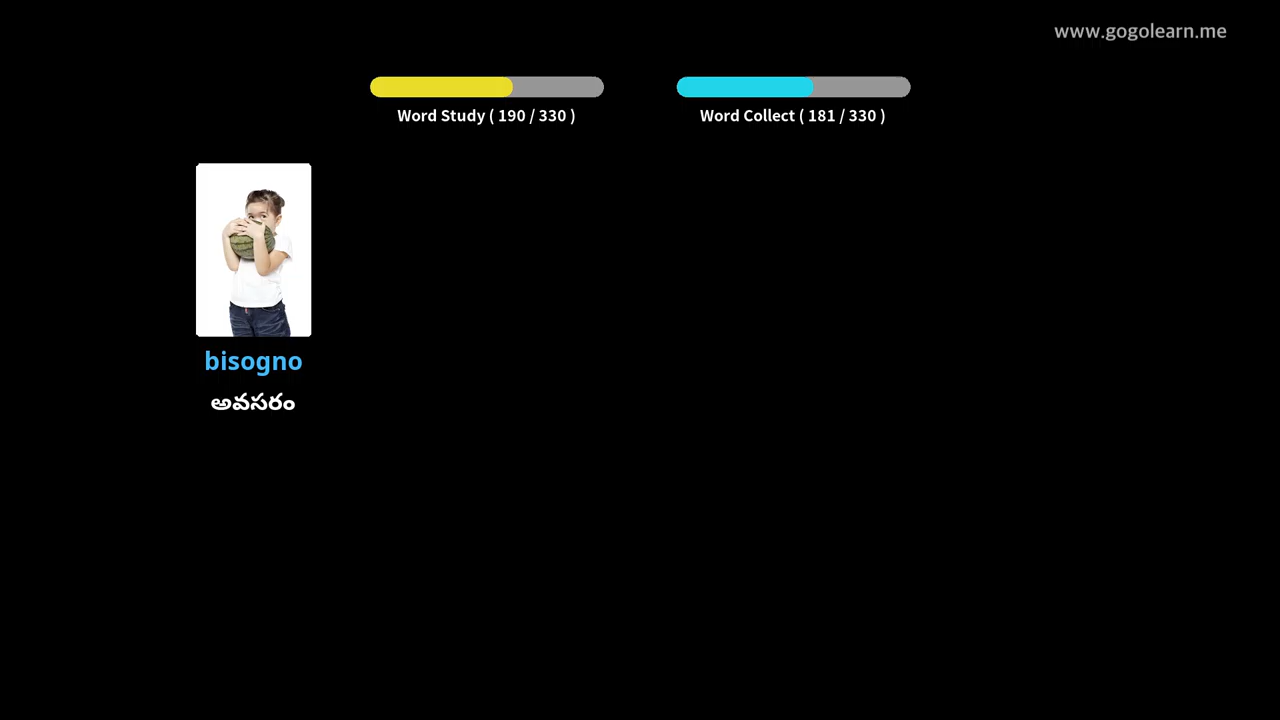 www.gogolearn.me
Word Study ( 190 / 330 )
Word Collect ( 181 / 330 )
bisogno
అవసరం